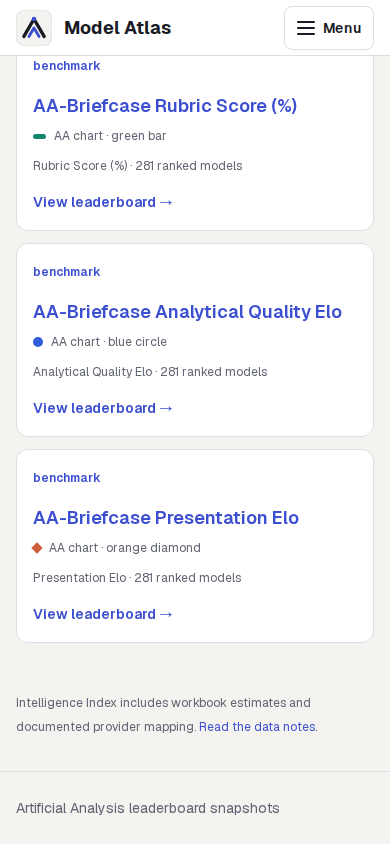 Model Atlas
Menu
benchmark
AA-Briefcase Rubric Score (%)
AA chart · green bar
Rubric Score (%) · 281 ranked models
View leaderboard →
benchmark
AA-Briefcase Analytical Quality Elo
AA chart · blue circle
Analytical Quality Elo · 281 ranked models
View leaderboard →
benchmark
AA-Briefcase Presentation Elo
AA chart · orange diamond
Presentation Elo · 281 ranked models
View leaderboard →
Intelligence Index includes workbook estimates and
documented provider mapping. Read the data notes.
Artificial Analysis leaderboard snapshots